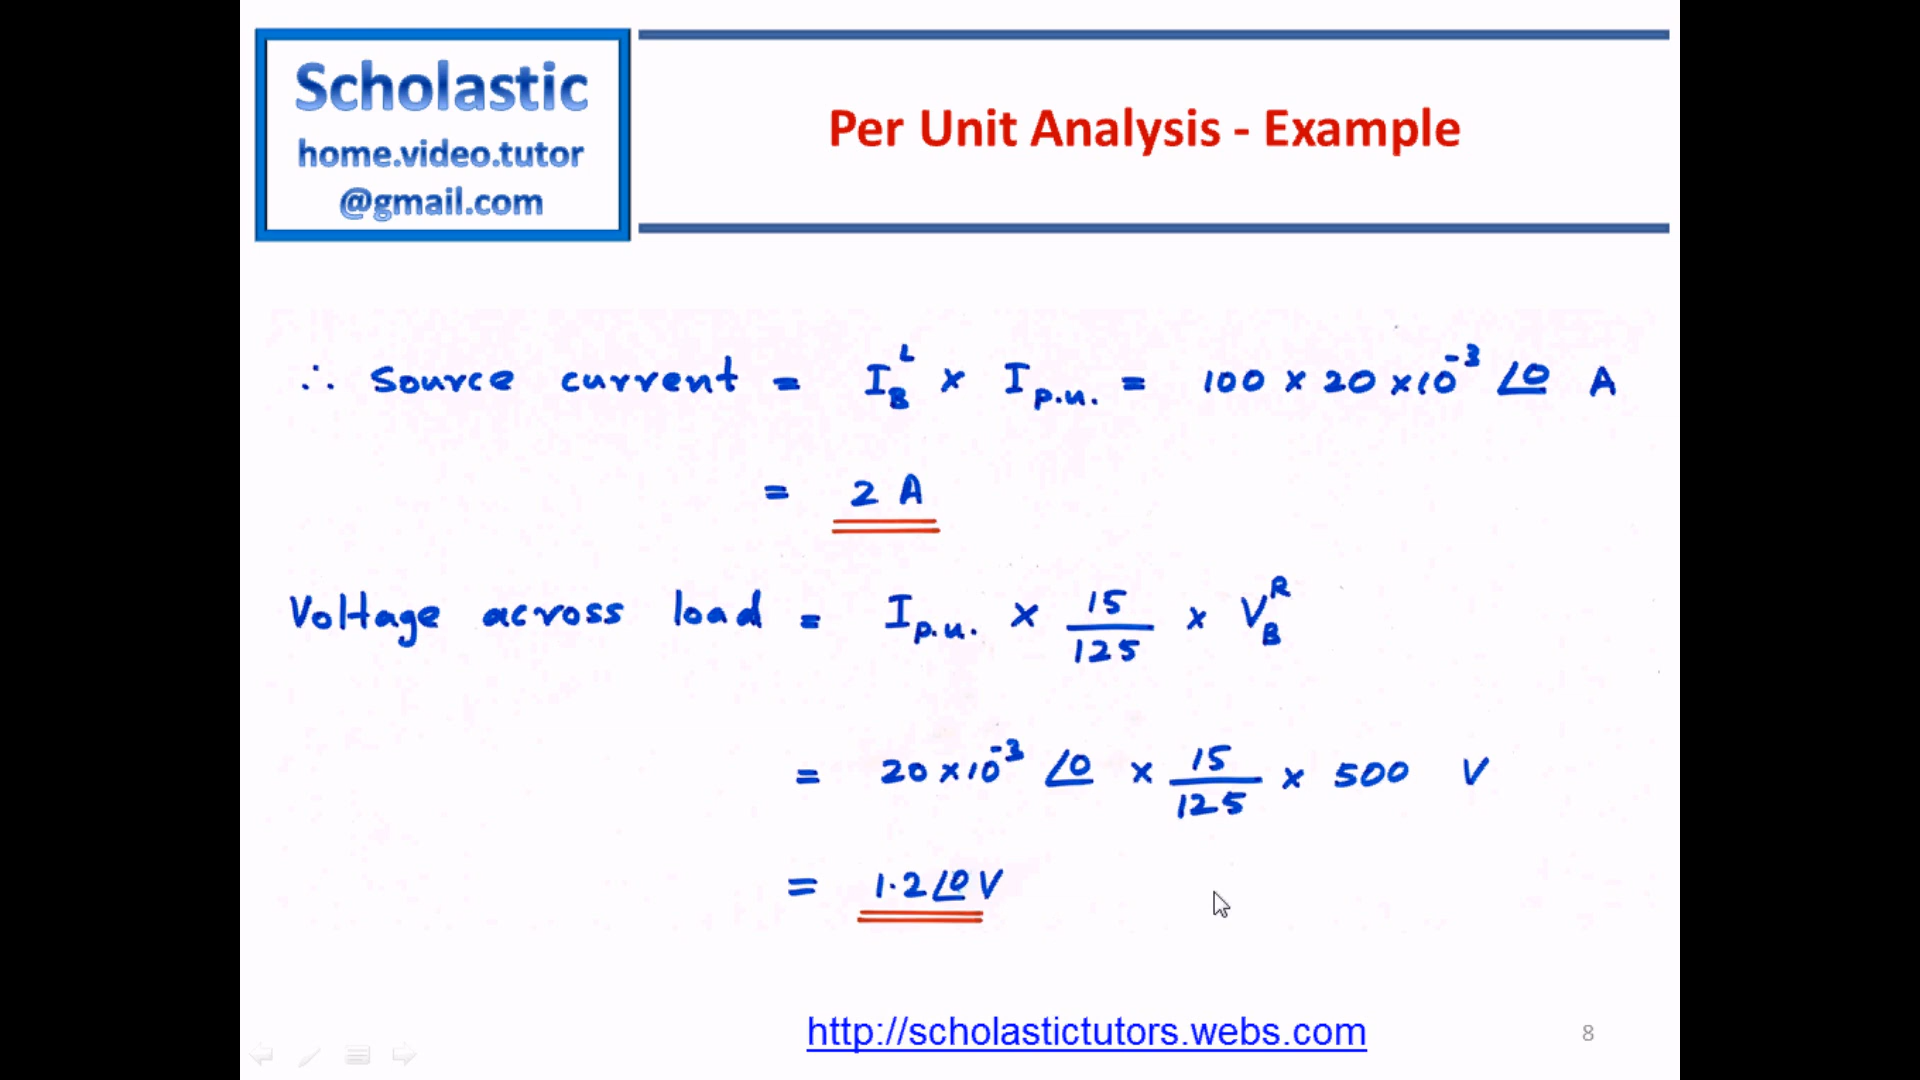 Scholastic
home.video.tutor
@gmail.com
Per Unit Analysis - Example
∴ Source current = I_B^L × I_p.u. = 100 × 20 × 10^-3 ∠0 A
= 2 A
Voltage across load = I_p.u. × 15/125 × V_B^R
= 20 × 10^-3 ∠0 × 15/125 × 500 V
= 1.2 ∠0 V
http://scholastictutors.webs.com
8